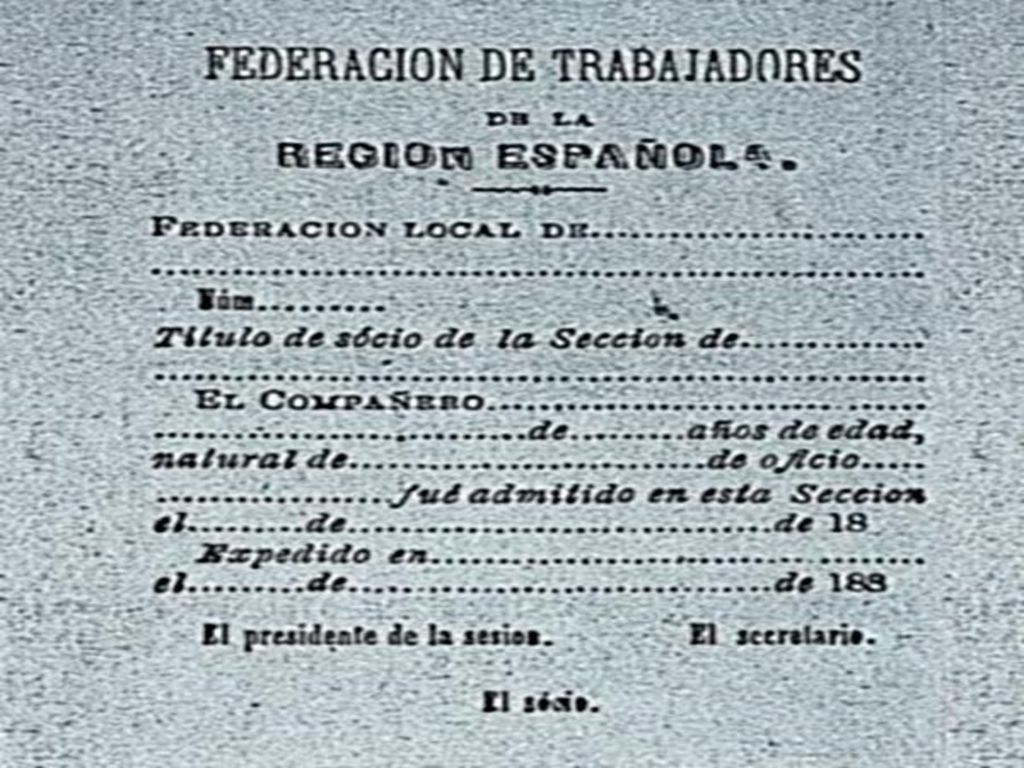 FEDERACION DE TRABAJADORES
DE LA
REGION ESPAÑOLA.
FEDERACION LOCAL DE..............................
..............................................................................
Núm...........
Titulo de sócio de la Seccion de...............
..............................................................................
EL COMPAÑERO........................................
.....................................de.........años de edad,
natural de...................................de oficio......
.......................fué admitido en esta Seccion
el.........de..........................................de 18
Expedido en..................................................
el.........de..........................................de 188
El presidente de la sesion. El secretario.
El sócio.